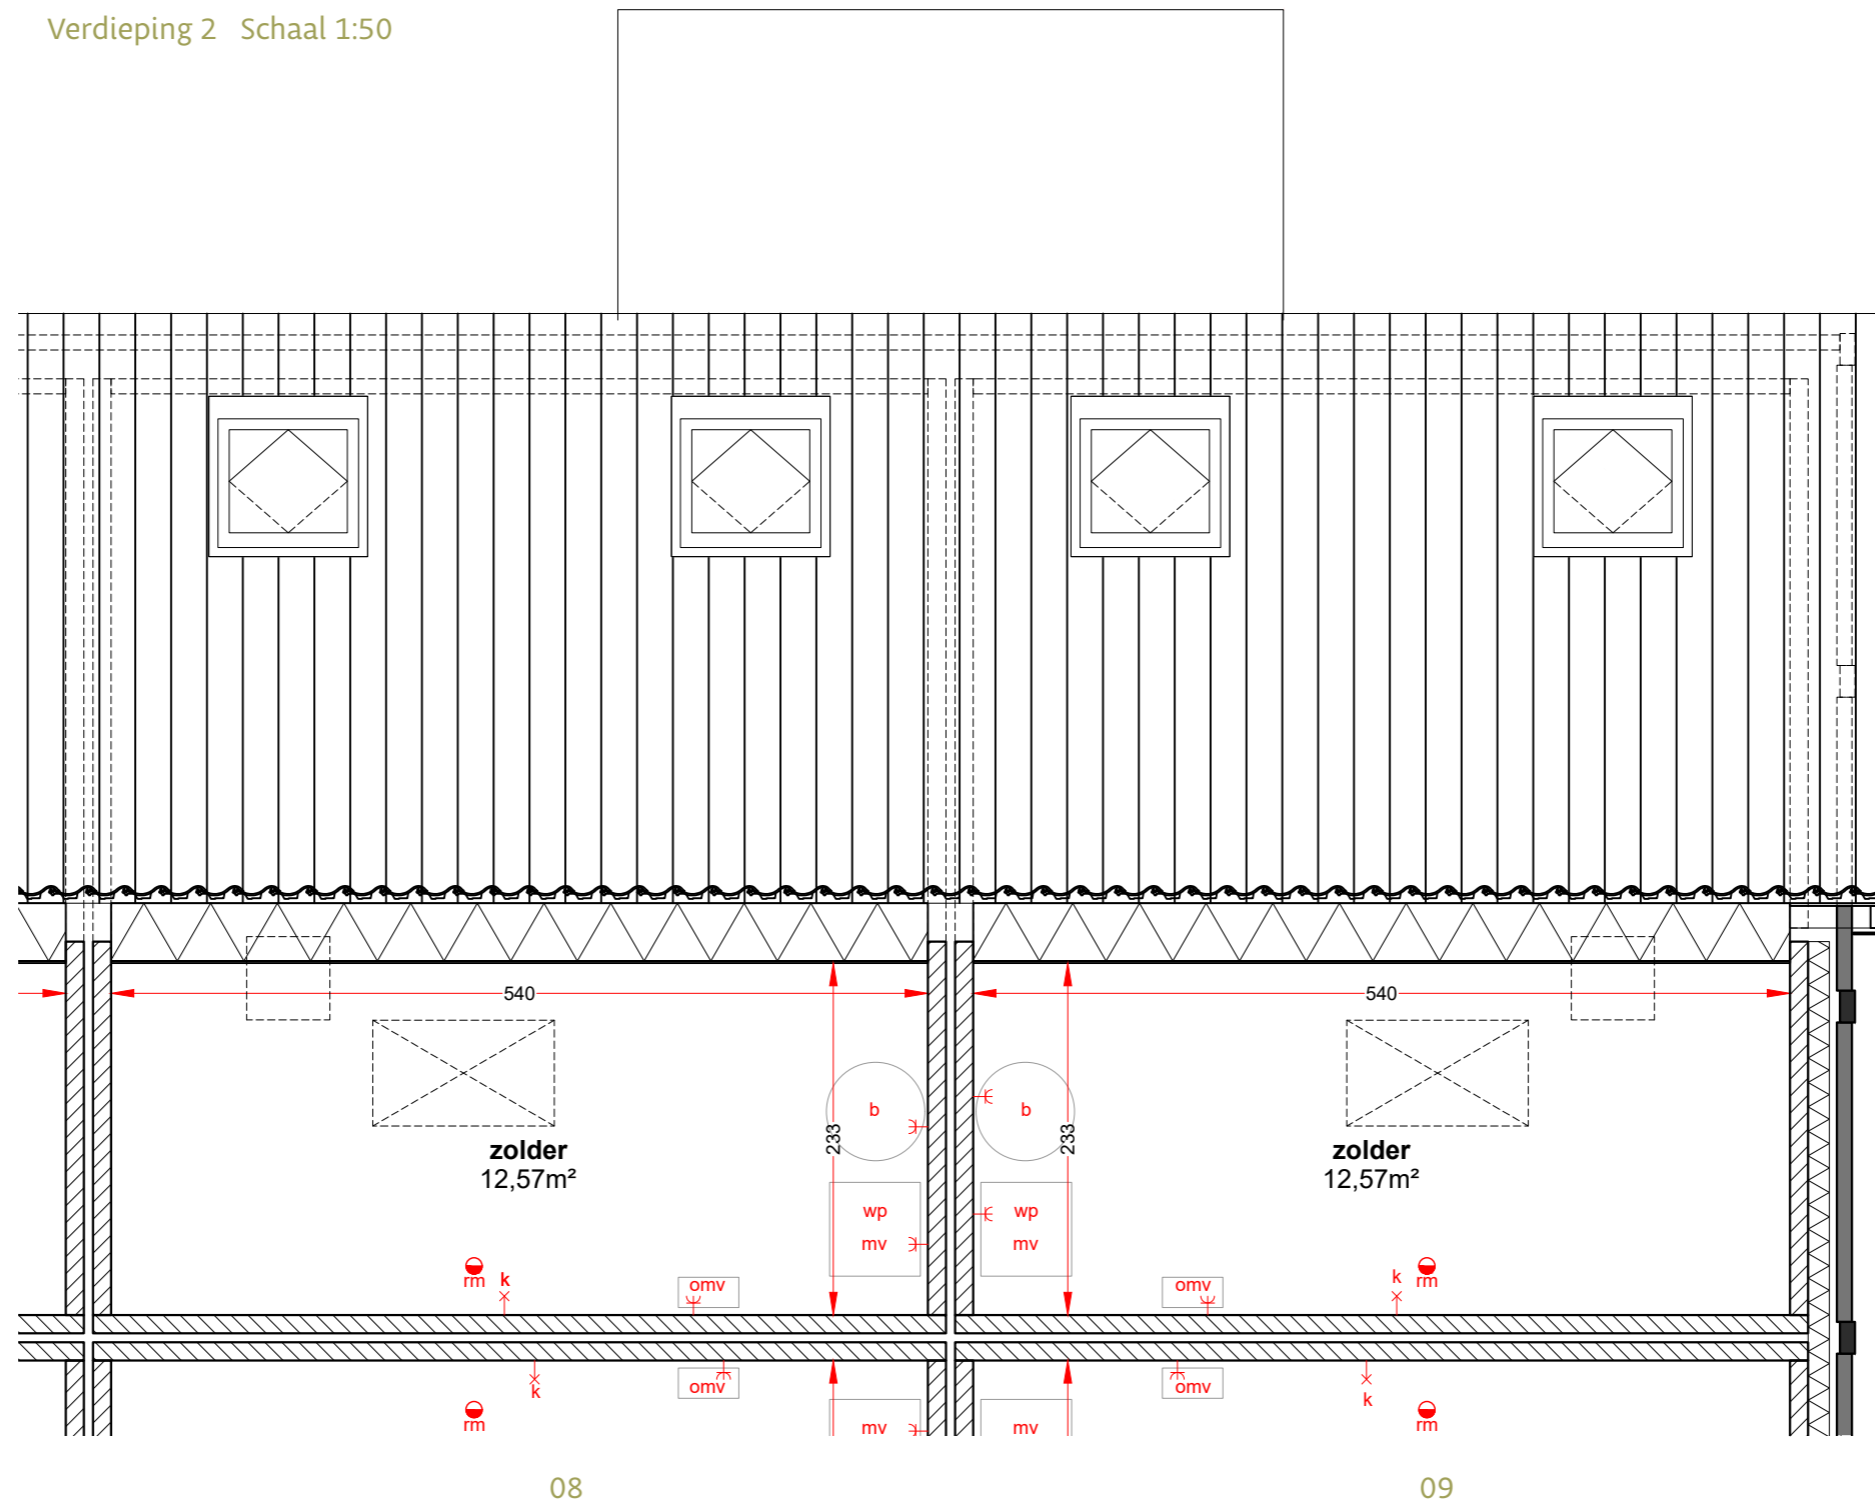 Verdieping 2 Schaal 1:50
540
540
b
b
233
233
zolder
12,57m²
zolder
12,57m²
wp
mv
wp
mv
rm
k
omv
omv
k
rm
k
omv
omv
k
rm
mv
mv
rm
08
09